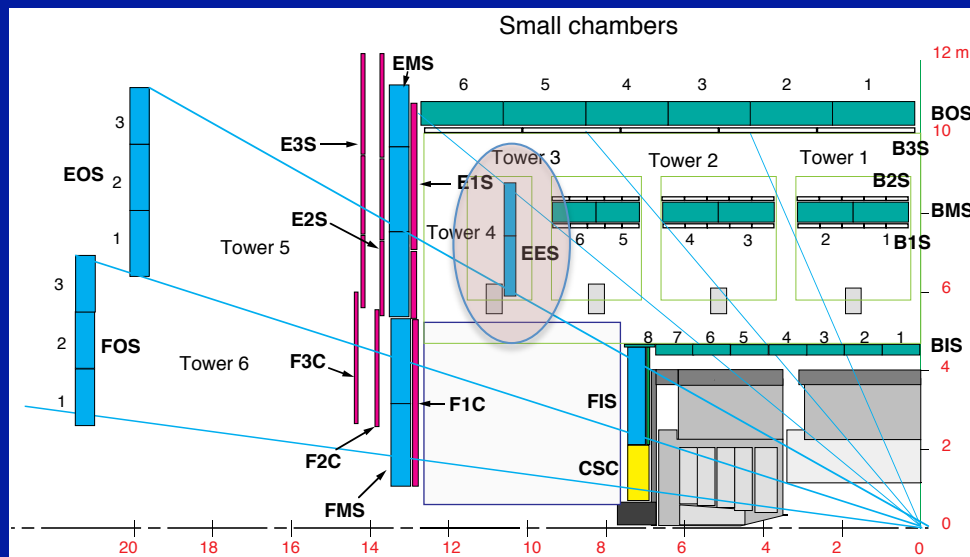 Small chambers
12 m
EMS
6 5 4 3 2 1
BOS
10
3
E3S
Tower 3
Tower 2
Tower 1
B3S
EOS
2
E1S
B2S
E2S
Tower 4
BMS
1
Tower 5
EES
6 5
4 3
2 1
B1S
3
6
8 7 6 5 4 3 2 1
BIS
2
FOS
Tower 6
F3C
4
1
F1C
FIS
F2C
CSC
2
FMS
0
20 18 16 14 12 10 8 6 4 2 0